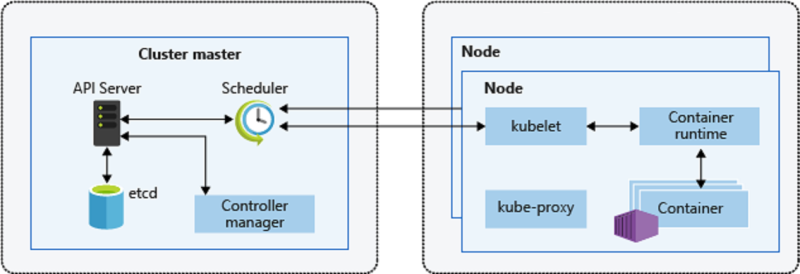 Cluster master
API Server
Scheduler
etcd
Controller
manager
Node
Node
kubelet
Container
runtime
kube-proxy
Container